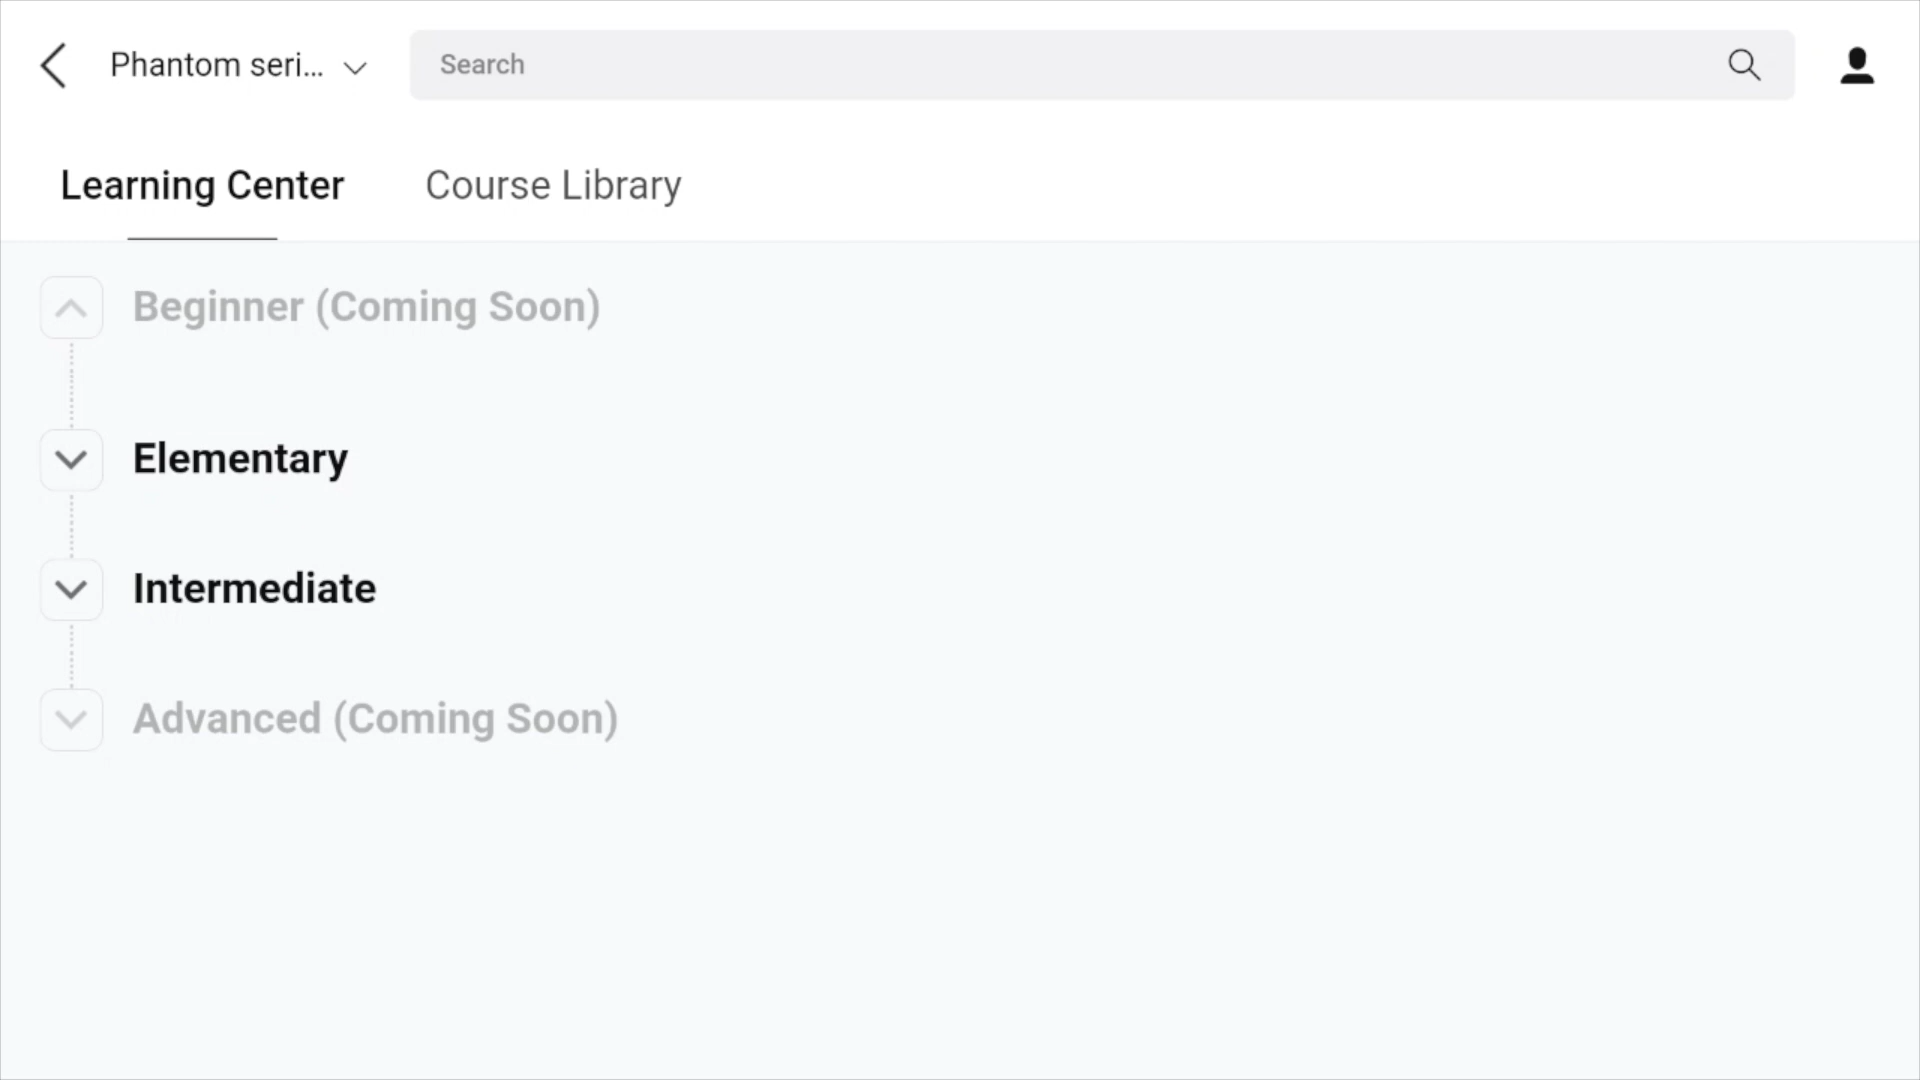 Phantom seri...
Search
Learning Center
Course Library
Beginner (Coming Soon)
Elementary
Intermediate
Advanced (Coming Soon)